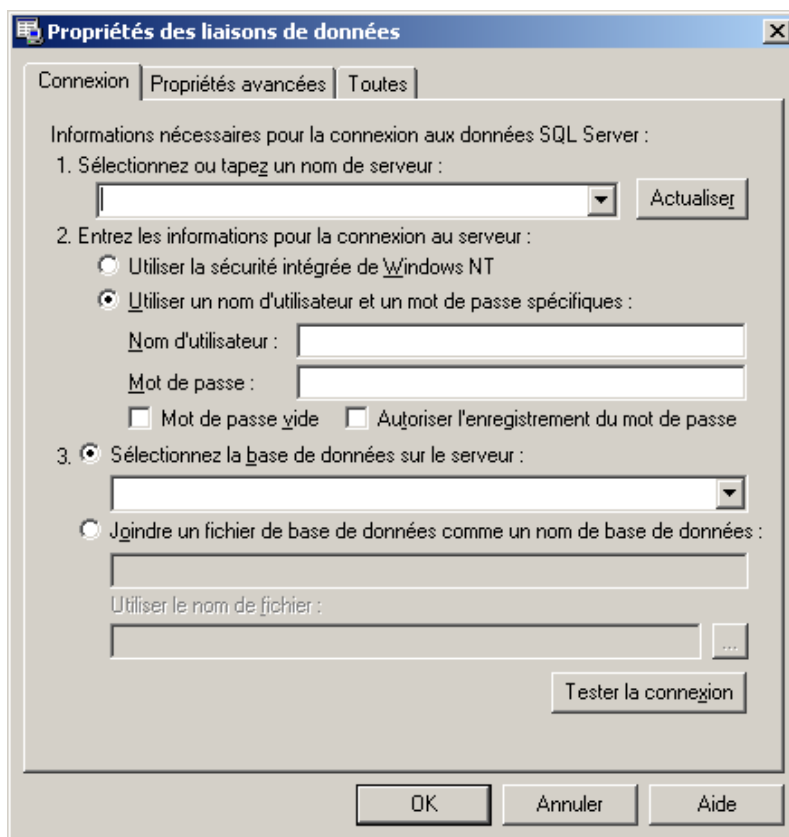 Propriétés des liaisons de données
Connexion Propriétés avancées Toutes
Informations nécessaires pour la connexion aux données SQL Server :
1. Sélectionnez ou tapez un nom de serveur :
Actualiser
2. Entrez les informations pour la connexion au serveur :
Utiliser la sécurité intégrée de Windows NT
Utiliser un nom d'utilisateur et un mot de passe spécifiques :
Nom d'utilisateur :
Mot de passe :
Mot de passe vide Autoriser l'enregistrement du mot de passe
3. Sélectionnez la base de données sur le serveur :
Joindre un fichier de base de données comme un nom de base de données :
Utiliser le nom de fichier :
...
Tester la connexion
OK Annuler Aide